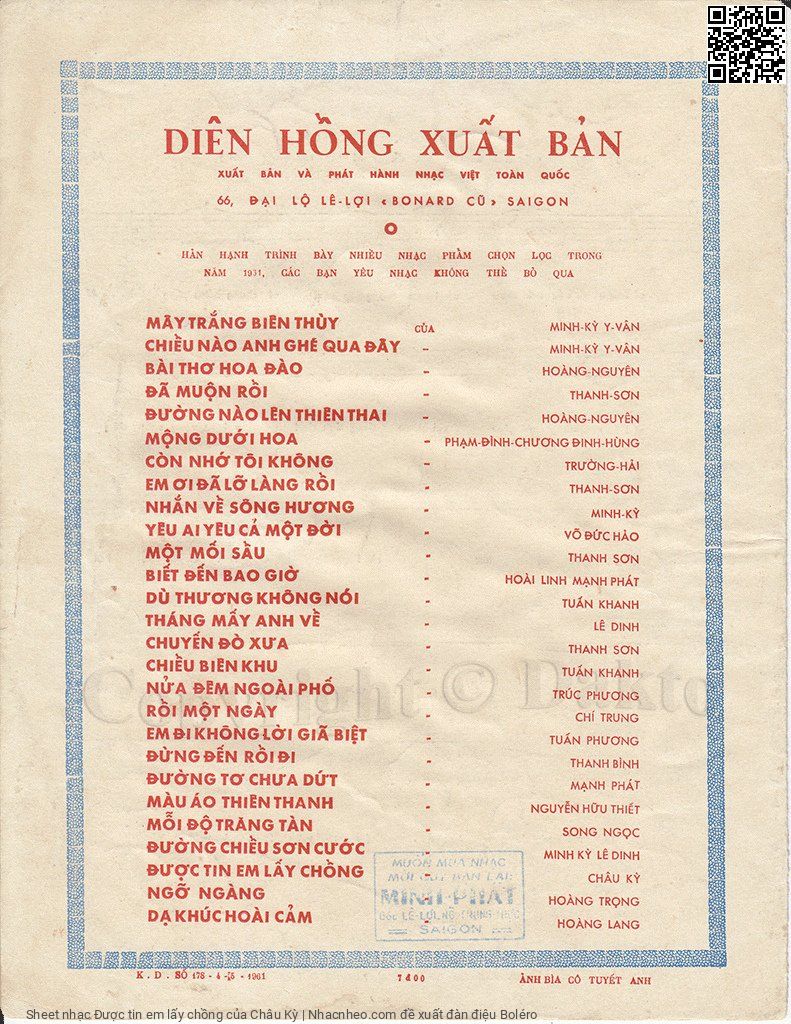 DIÊN HỒNG XUẤT BẢN
XUẤT BẢN VÀ PHÁT HÀNH NHẠC VIỆT TOÀN QUỐC
66, ĐẠI LỘ LÊ-LỢI «BONARD CŨ» SAIGON
HÂN HẠNH TRÌNH BÀY NHIỀU NHẠC PHẨM CHỌN LỌC TRONG
NĂM 1961, CÁC BẠN YÊU NHẠC KHÔNG THỂ BỎ QUA
MÂY TRẮNG BIÊN THÙY CỦA MINH-KỲ Y-VÂN
CHIỀU NÀO ANH GHÉ QUA ĐÂY - MINH-KỲ Y-VÂN
BÀI THƠ HOA ĐÀO - HOÀNG-NGUYÊN
ĐÃ MUỘN RỒI - THANH-SƠN
ĐƯỜNG NÀO LÊN THIÊN THAI - HOÀNG-NGUYÊN
MỘNG DƯỚI HOA - PHẠM-ĐÌNH-CHƯƠNG ĐINH-HÙNG
CÒN NHỚ TÔI KHÔNG - TRƯỜNG-HẢI
EM ƠI ĐÃ LỠ LÀNG RỒI - THANH-SƠN
NHẮN VỀ SÔNG HƯƠNG - MINH-KỲ
YÊU AI YÊU CẢ MỘT ĐỜI - VÕ ĐỨC HẢO
MỘT MỐI SẦU - THANH SƠN
BIẾT ĐẾN BAO GIỜ - HOÀI LINH MẠNH PHÁT
DÙ THƯƠNG KHÔNG NÓI - TUẤN KHANH
THÁNG MẤY ANH VỀ - LÊ DINH
CHUYẾN ĐÒ XƯA - THANH SƠN
CHIỀU BIÊN KHU - TUẤN KHANH
NỬA ĐÊM NGOÀI PHỐ - TRÚC PHƯƠNG
RỒI MỘT NGÀY - CHÍ TRUNG
EM ĐI KHÔNG LỜI GIÃ BIỆT - TUẤN PHƯƠNG
ĐỪNG ĐẾN RỒI ĐI - THANH BÌNH
ĐƯỜNG TƠ CHƯA DỨT - MẠNH PHÁT
MÀU ÁO THIÊN THANH - NGUYỄN HỮU THIẾT
MỖI ĐỘ TRĂNG TÀN - SONG NGỌC
ĐƯỜNG CHIỀU SƠN CƯỚC - MINH KỲ LÊ DINH
ĐƯỢC TIN EM LẤY CHỒNG - CHÂU KỲ
NGỠ NGÀNG - HOÀNG TRỌNG
DẠ KHÚC HOÀI CẢM - HOÀNG LANG
Copyright © Dakto
MUỐN MUA NHẠC
MINH-PHÁT
SAIGON
K.D. SỐ 178-4-75-1961 7đ00 ẢNH BÌA CÔ TUYẾT ANH
Sheet nhạc Được tin em lấy chồng của Châu Kỳ | Nhacnheo.com đề xuất đàn điệu Boléro